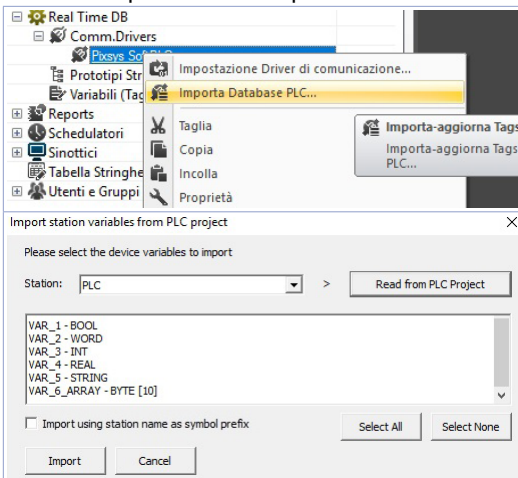 Real Time DB
Comm.Drivers
Pixsys
Impostazione Driver di comunicazione...
Prototipi
Importa Database PLC...
Variabili
Reports
Taglia
Importa-aggiorna Tags
Schedulatori
Copia
Importa-aggiorna Tags
PLC...
Sinottici
Tabella Stringhe
Incolla
Utenti e Gruppi
Proprietà
Import station variables from PLC project
Please select the device variables to import
Station: PLC > Read from PLC Project
VAR_1 - BOOL
VAR_2 - WORD
VAR_3 - INT
VAR_4 - REAL
VAR_5 - STRING
VAR_6_ARRAY - BYTE [10]
Import using station name as symbol prefix
Select All Select None
Import Cancel